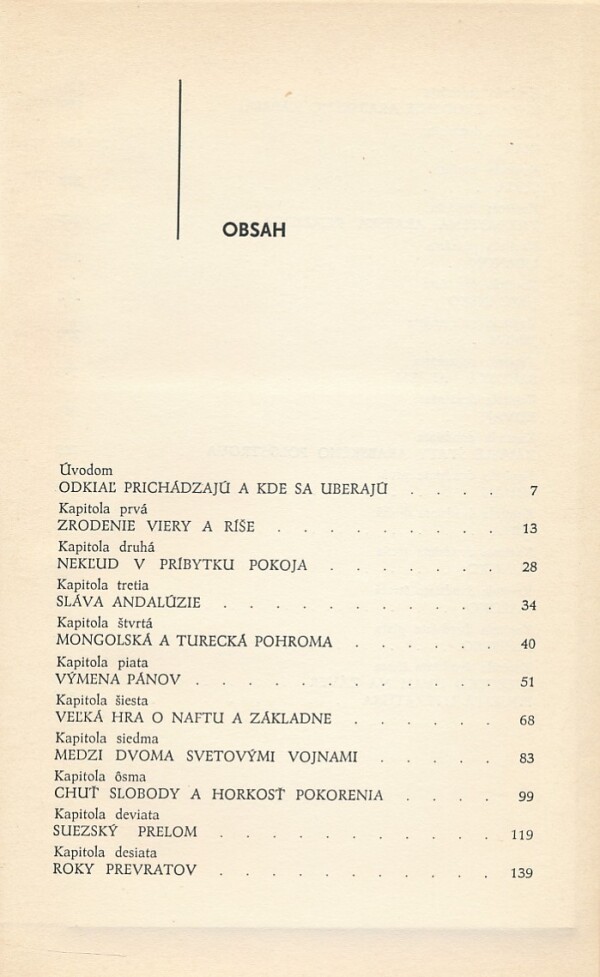 OBSAH
Úvodom
ODKIAĽ PRICHÁDZAJÚ A KDE SA UBERAJÚ . . . . 7
Kapitola prvá
ZRODENIE VIERY A RÍŠE . . . . . . . . . 13
Kapitola druhá
NEKĽUD V PRÍBYTKU POKOJA . . . . . . . 28
Kapitola tretia
SLÁVA ANDALÚZIE . . . . . . . . . . . 34
Kapitola štvrtá
MONGOLSKÁ A TURECKÁ POHROMA . . . . . . 40
Kapitola piata
VÝMENA PÁNOV . . . . . . . . . . . . 51
Kapitola šiesta
VEĽKÁ HRA O NAFTU A ZÁKLADNE . . . . . . 68
Kapitola siedma
MEDZI DVOMA SVETOVÝMI VOJNAMI . . . . . 83
Kapitola ôsma
CHUŤ SLOBODY A HORKOSŤ POKORENIA . . . . 99
Kapitola deviata
SUEZSKÝ PRELOM . . . . . . . . . . . 119
Kapitola desiata
ROKY PREVRATOV . . . . . . . . . . . 139